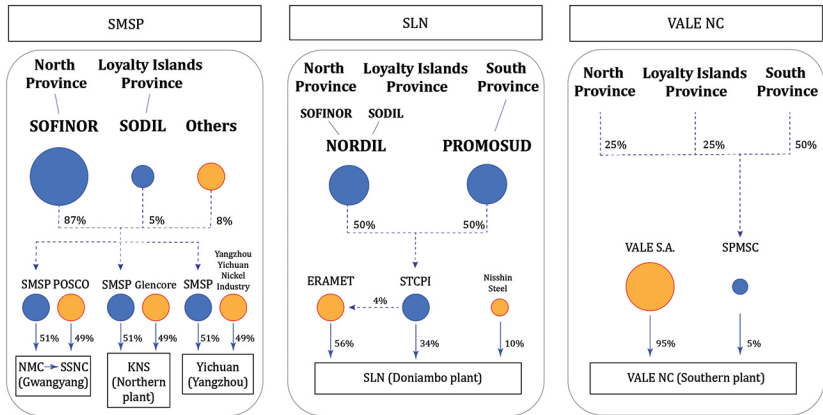 SMSP
SLN
VALE NC
North
Province
Loyalty Islands
Province
SOFINOR
SODIL
Others
87%
5%
8%
SMSP
POSCO
SMSP
Glencore
SMSP
Yangzhou
Yichuan
Nickel
Industry
51%
49%
51%
49%
51%
49%
NMC
SSNC
(Gwangyang)
KNS
(Northern
plant)
Yichuan
(Yangzhou)
North
Province
Loyalty Islands
Province
South
Province
SOFINOR
SODIL
NORDIL
PROMOSUD
50%
50%
ERAMET
STCPI
Nisshin
Steel
4%
56%
34%
10%
SLN (Doniambo plant)
North
Province
Loyalty Islands
Province
South
Province
25%
25%
50%
VALE S.A.
SPMSC
95%
5%
VALE NC (Southern plant)